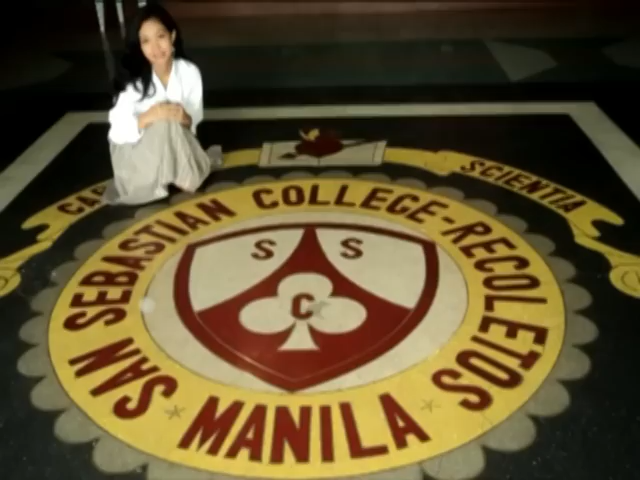 SCIENTIA
SAN SEBASTIAN COLLEGE-RECOLETOS
MANILA
S S
C